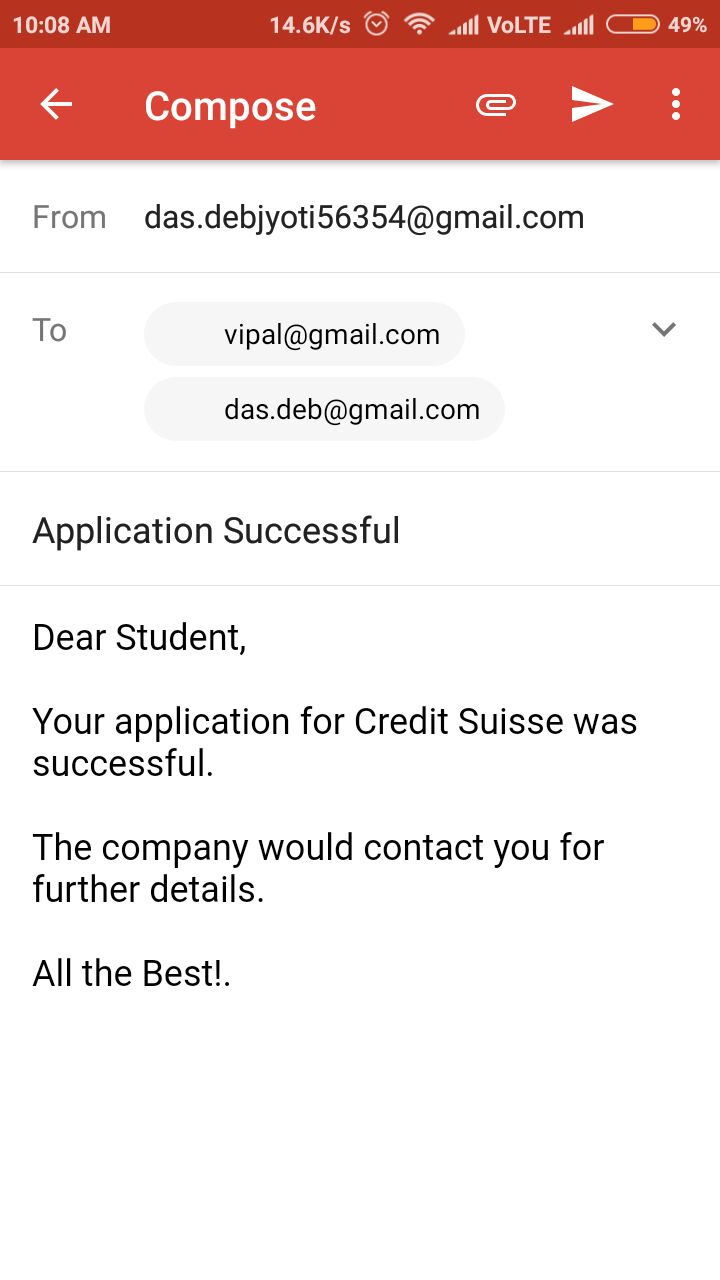 10:08 AM 14.6K/s VoLTE 49%
Compose
From das.debjyoti56354@gmail.com
To vipal@gmail.com
das.deb@gmail.com
Application Successful
Dear Student,
Your application for Credit Suisse was
successful.
The company would contact you for
further details.
All the Best!.